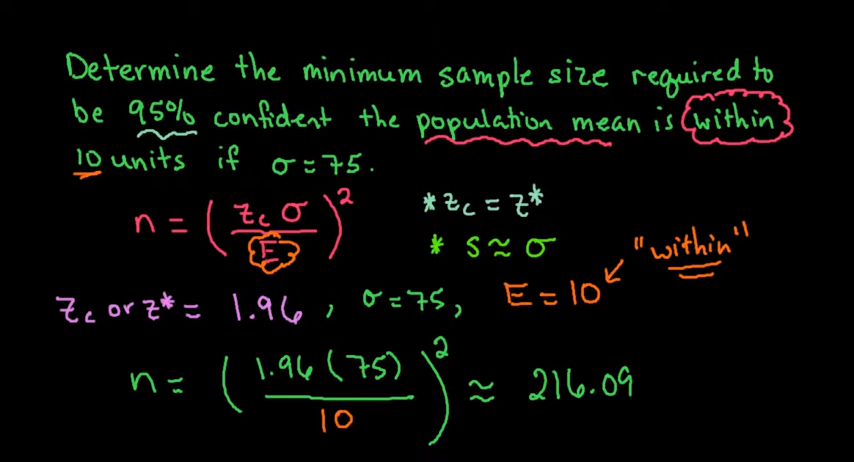 Determine the minimum sample size required to
be 95% confident the population mean is within
10 units if σ = 75.
n = (z_c σ / E)^2
* z_c = z*
* s ≈ σ
"within"
z_c or z* = 1.96, σ = 75, E = 10
n = (1.96 (75) / 10)^2 ≈ 216.09